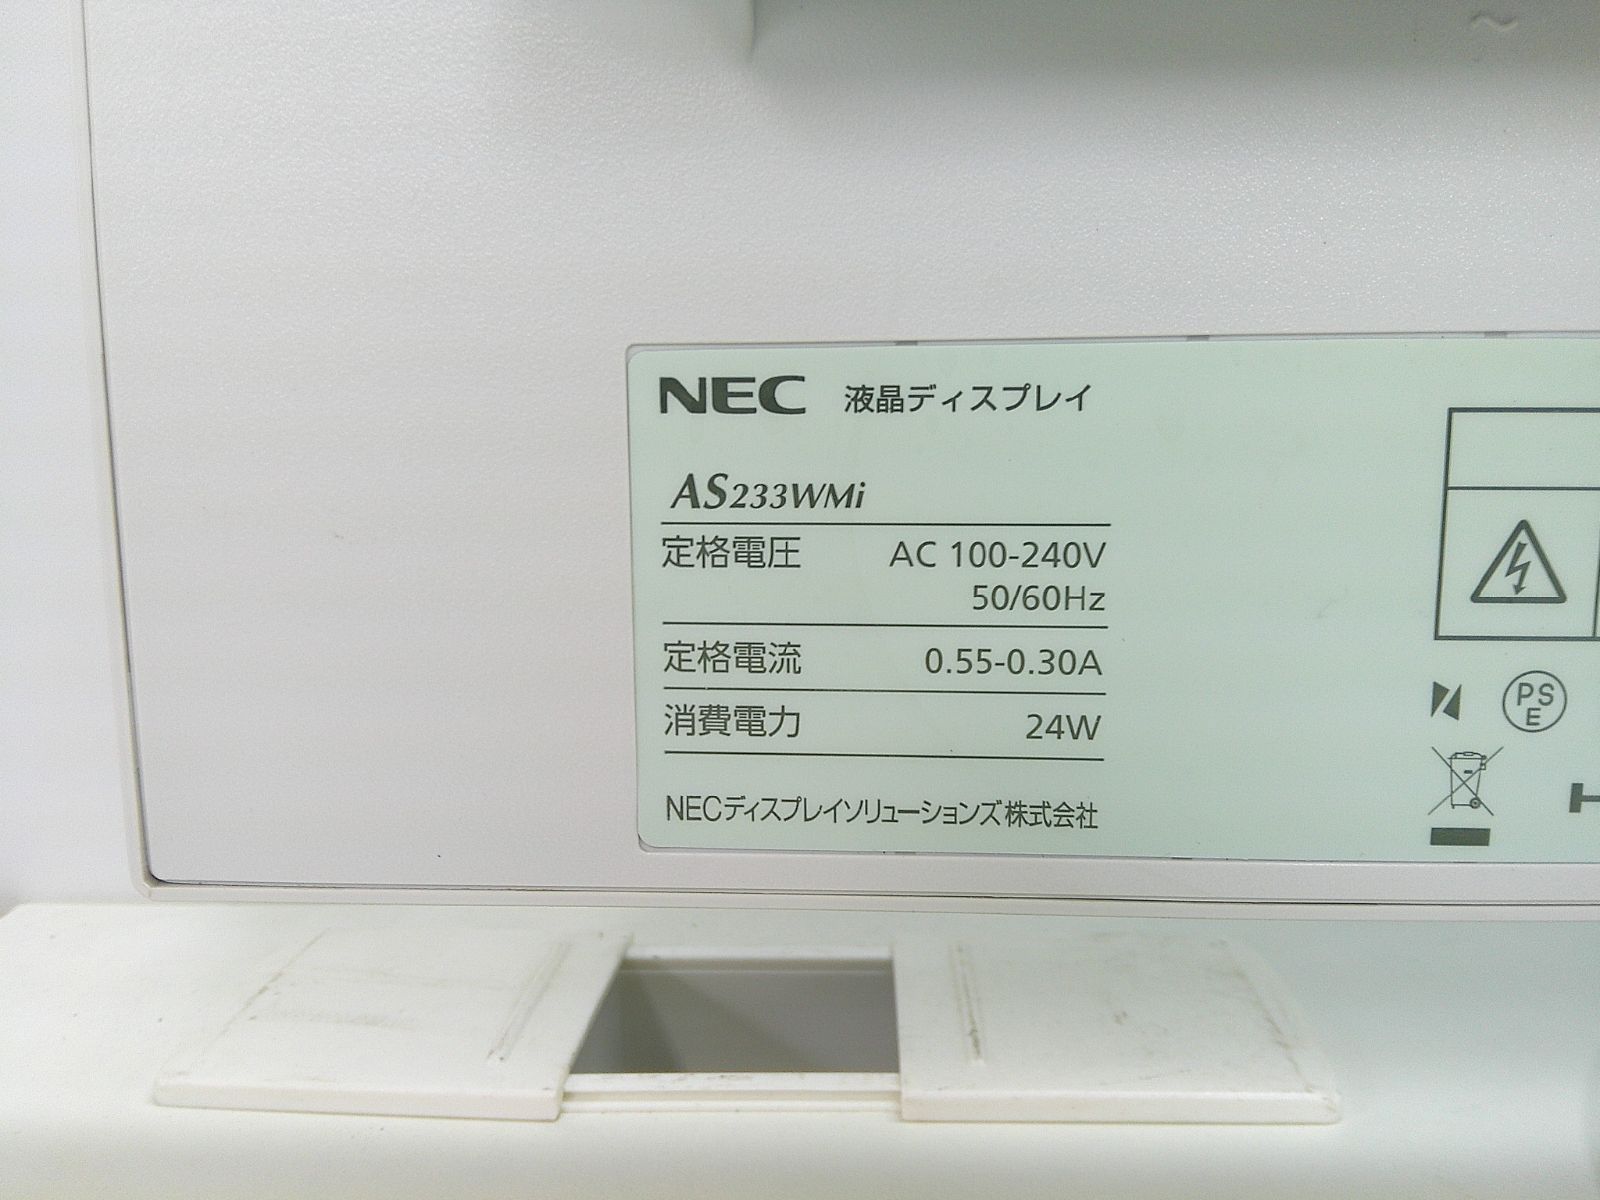 NEC 液晶ディスプレイ
AS233WMi
定格電圧 AC 100-240V
50/60Hz
定格電流 0.55-0.30A
消費電力 24W
NECディスプレイソリューションズ株式会社
PS
E